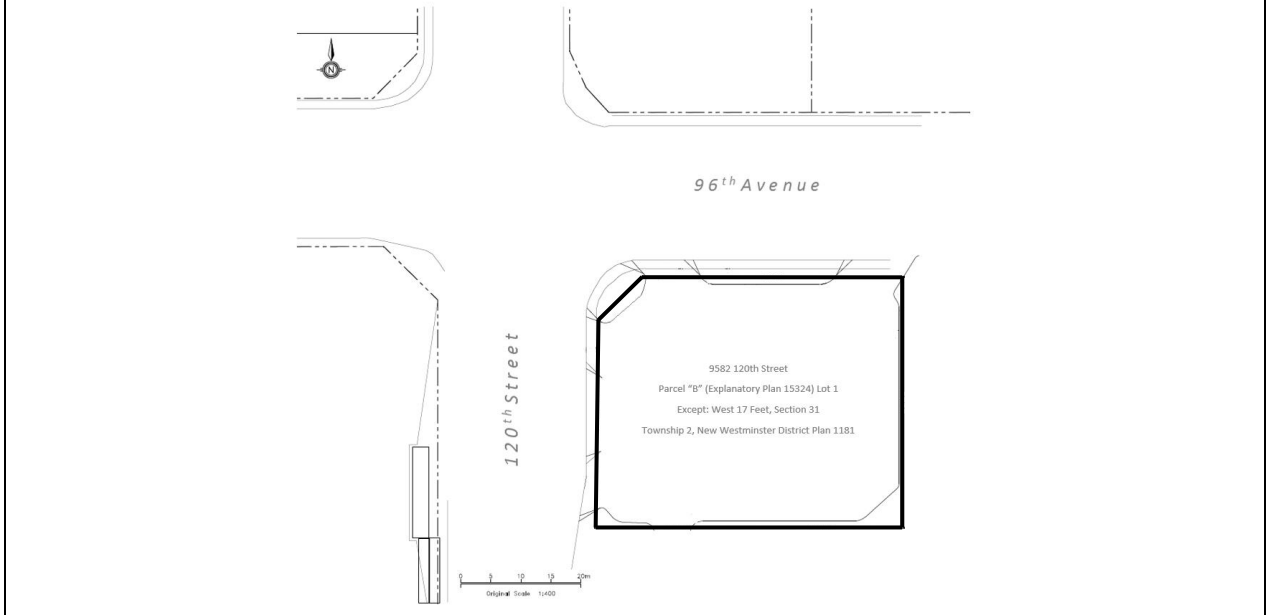 N
96th Avenue
120th Street
9582 120th Street
Parcel "B" (Explanatory Plan 15324) Lot 1
Except: West 17 Feet, Section 31
Township 2, New Westminster District Plan 1181
0 5 10 15 20m
Original Scale 1:400